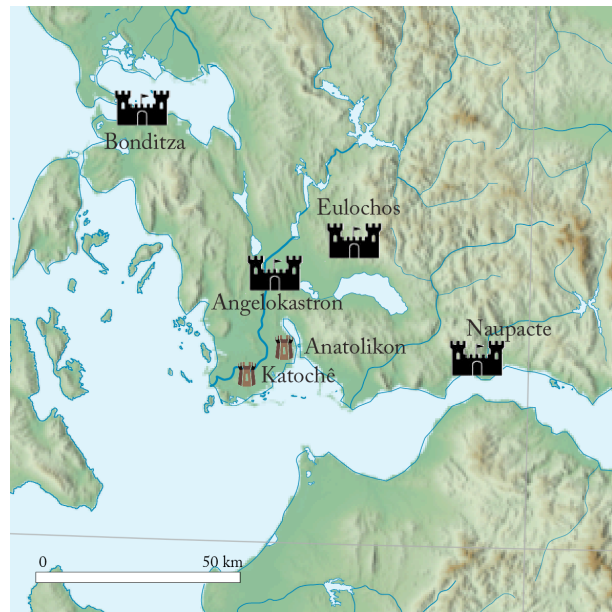 Bonditza
Eulochos
Angelokastron
Naupacte
Anatolikon
Katochê
0 50 km